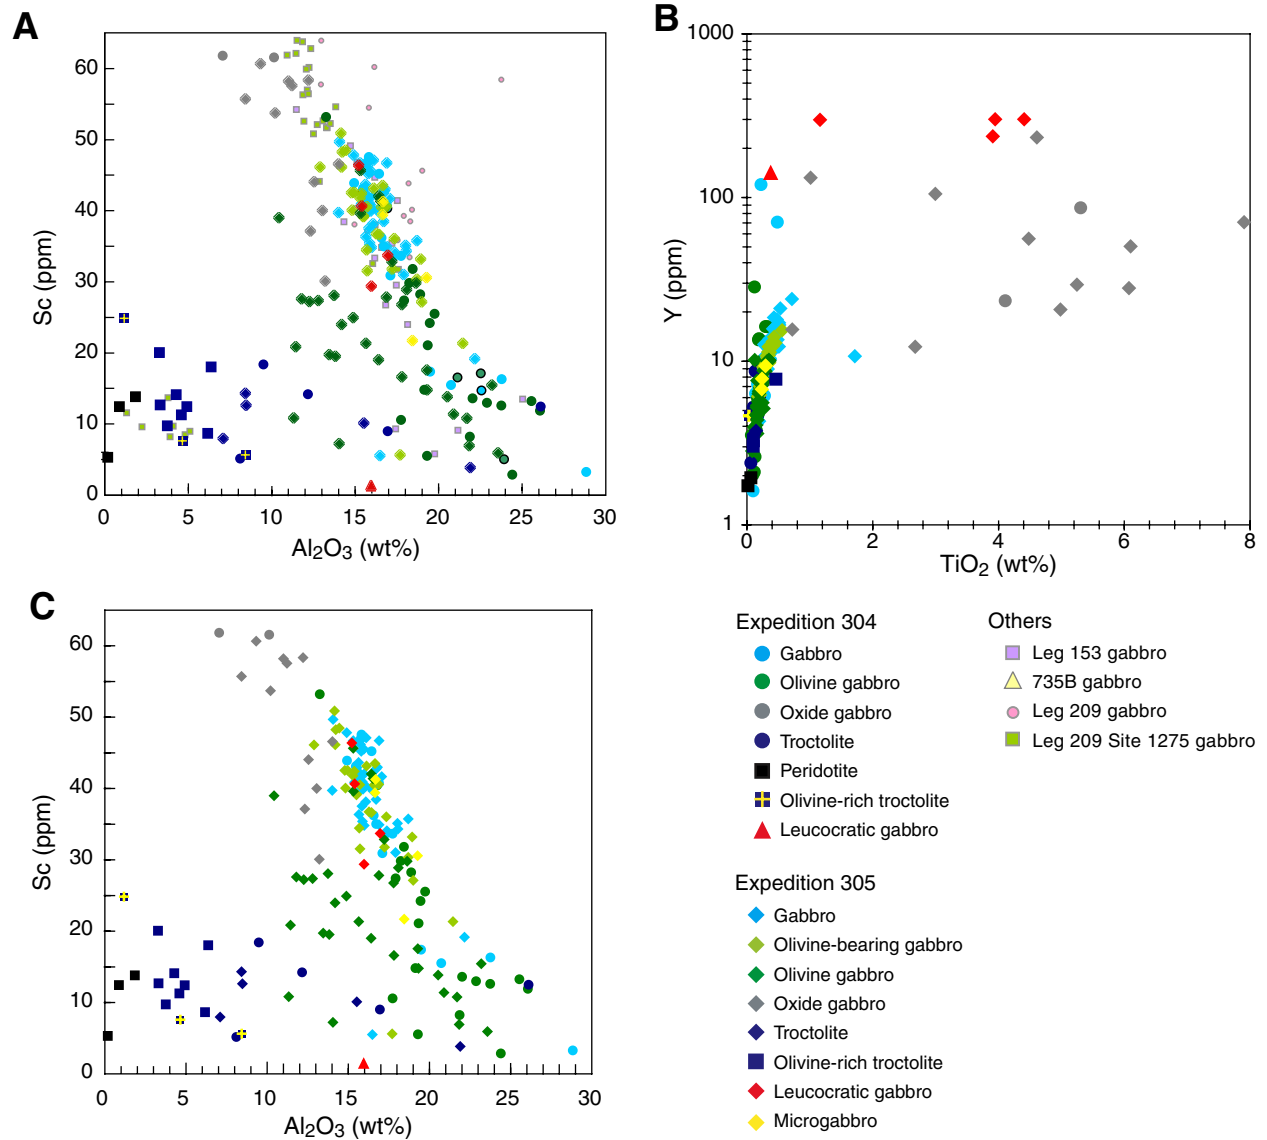 A
60
50
40
30
20
10
0
Sc (ppm)
0 5 10 15 20 25 30
Al2O3 (wt%)
B
1000
100
10
1
Y (ppm)
0 2 4 6 8
TiO2 (wt%)
C
60
50
40
30
20
10
0
Sc (ppm)
0 5 10 15 20 25 30
Al2O3 (wt%)
Expedition 304
Gabbro
Olivine gabbro
Oxide gabbro
Troctolite
Peridotite
Olivine-rich troctolite
Leucocratic gabbro
Others
Leg 153 gabbro
735B gabbro
Leg 209 gabbro
Leg 209 Site 1275 gabbro
Expedition 305
Gabbro
Olivine-bearing gabbro
Olivine gabbro
Oxide gabbro
Troctolite
Olivine-rich troctolite
Leucocratic gabbro
Microgabbro